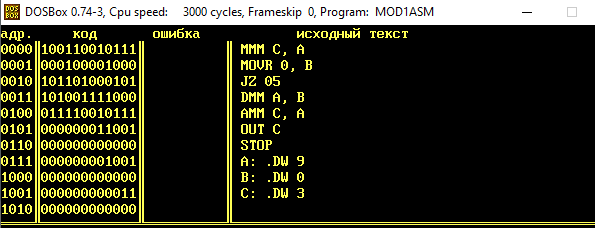 DOSBox 0.74-3, Cpu speed: 3000 cycles, Frameskip 0, Program: MOD1ASM
адр. код ошибка исходный текст
0000 100110010111 MMM C, A
0001 000100001000 MOVR 0, B
0010 101101000101 JZ 05
0011 101001111000 DMM A, B
0100 011110010111 AMM C, A
0101 000000011001 OUT C
0110 000000000000 STOP
0111 000000001001 A: .DW 9
1000 000000000000 B: .DW 0
1001 000000000011 C: .DW 3
1010 000000000000